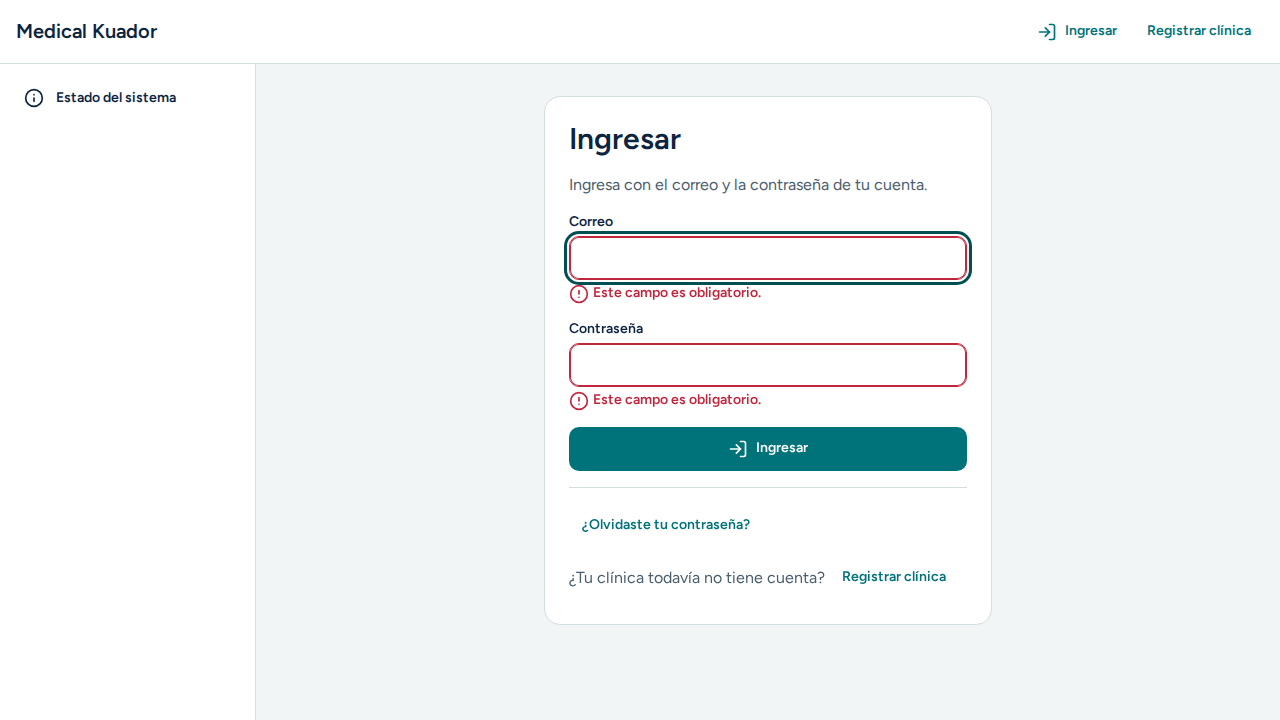 Medical Kuador
Ingresar
Registrar clínica
Estado del sistema
Ingresar
Ingresa con el correo y la contraseña de tu cuenta.
Correo
Este campo es obligatorio.
Contraseña
Este campo es obligatorio.
Ingresar
¿Olvidaste tu contraseña?
¿Tu clínica todavía no tiene cuenta? Registrar clínica